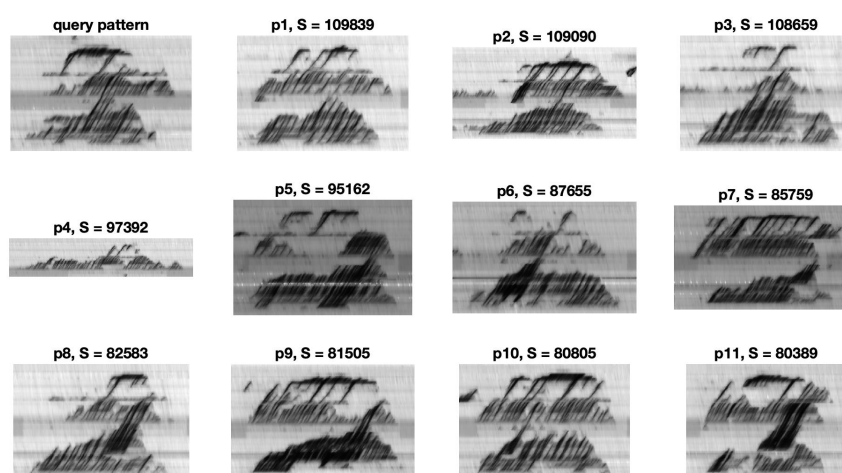 query pattern
p1, S = 109839
p2, S = 109090
p3, S = 108659
p4, S = 97392
p5, S = 95162
p6, S = 87655
p7, S = 85759
p8, S = 82583
p9, S = 81505
p10, S = 80805
p11, S = 80389